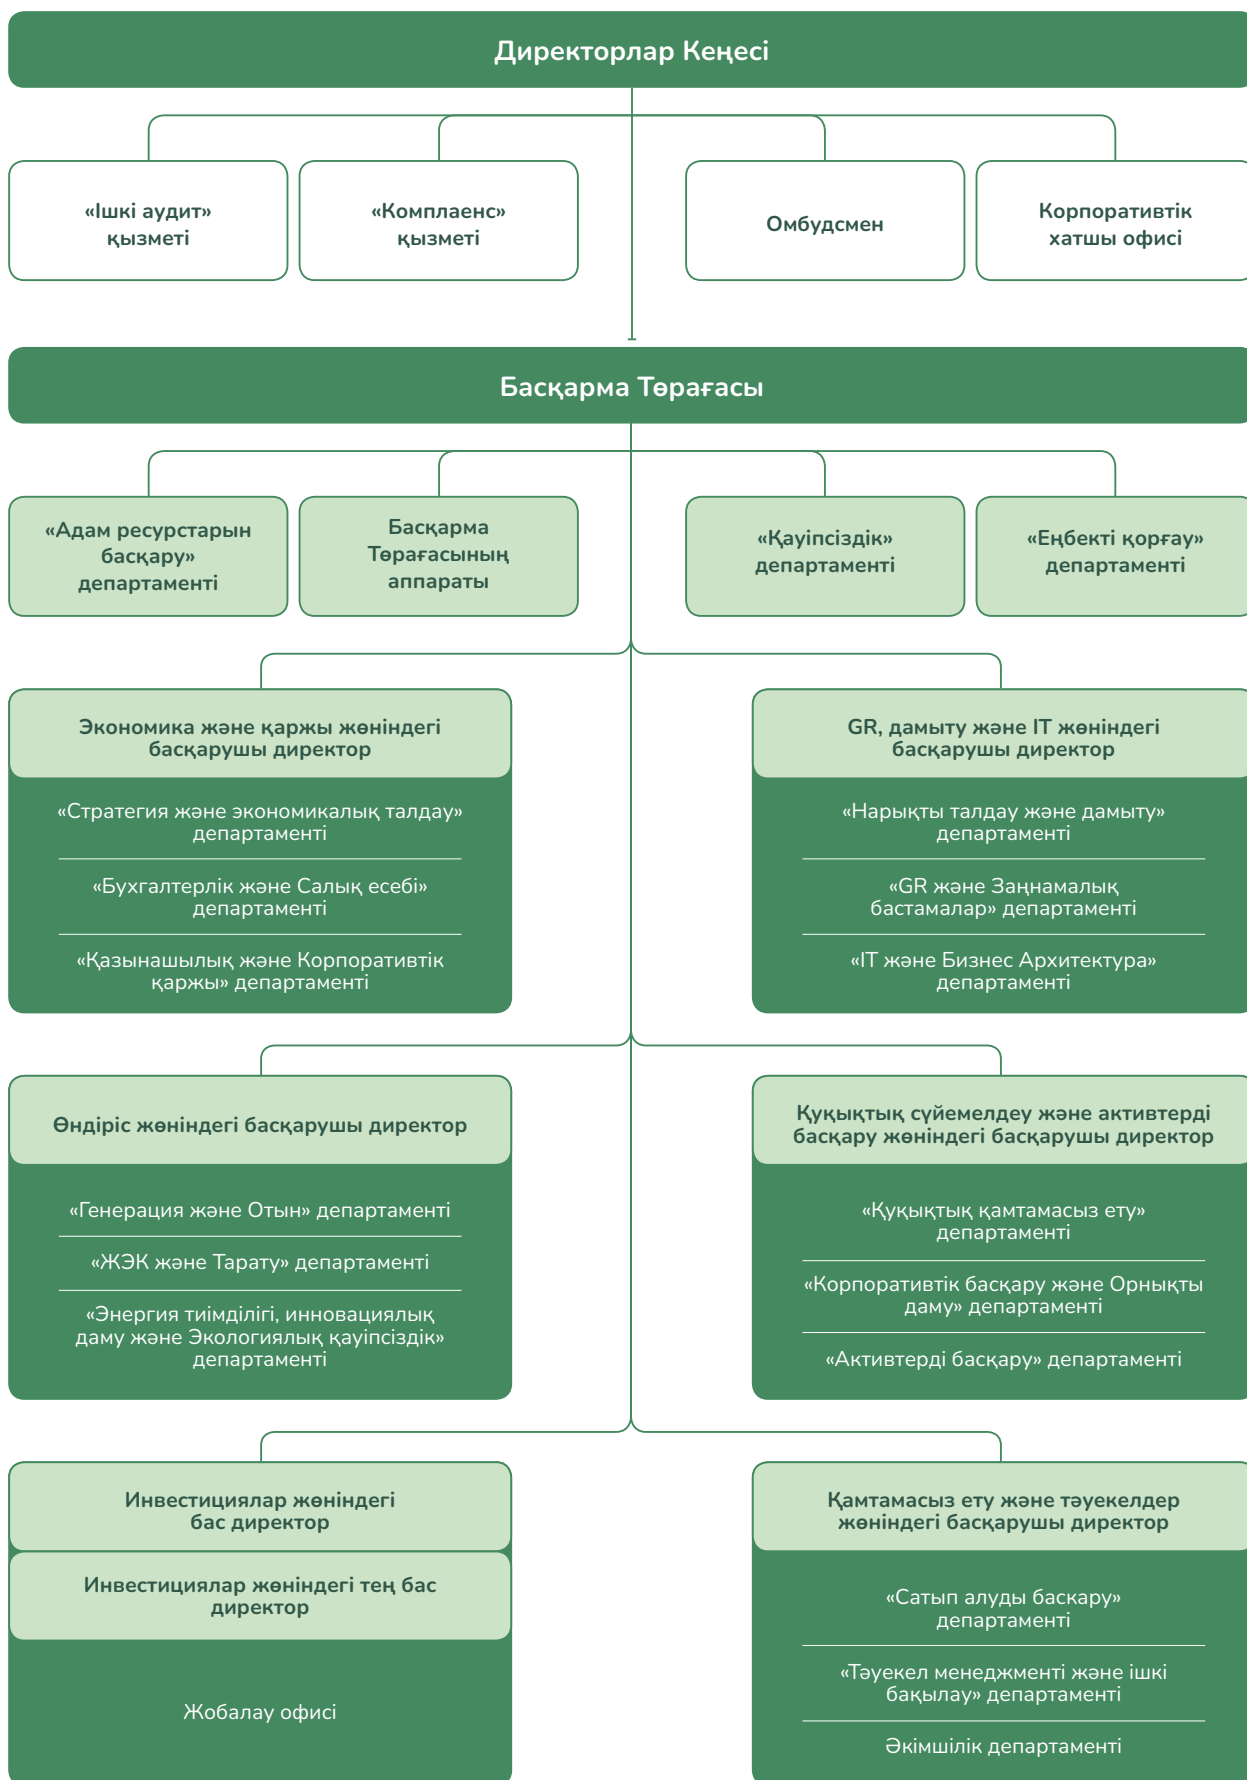 Директорлар Кеңесі
«Ішкі аудит»
қызметі
«Комплаенс»
қызметі
Омбудсмен
Корпоративтік
хатшы офисі
Басқарма Төрағасы
«Адам ресурстарын
басқару»
департаменті
Басқарма
Төрағасының
аппараты
«Қауіпсіздік»
департаменті
«Еңбекті қорғау»
департаменті
Экономика және қаржы жөніндегі
басқарушы директор
«Стратегия және экономикалық талдау»
департаменті
«Бухгалтерлік және Салық есебі»
департаменті
«Қазынашылық және Корпоративтік
қаржы» департаменті
GR, дамыту және IT жөніндегі
басқарушы директор
«Нарықты талдау және дамыту»
департаменті
«GR және Заңнамалық
бастамалар» департаменті
«IT және Бизнес Архитектура»
департаменті
Өндіріс жөніндегі басқарушы директор
«Генерация және Отын» департаменті
«ЖЭК және Тарату» департаменті
«Энергия тиімділігі, инновациялық
даму және Экологиялық қауіпсіздік»
департаменті
Құқықтық сүйемелдеу және активтерді
басқару жөніндегі басқарушы директор
«Құқықтық қамтамасыз ету»
департаменті
«Корпоративтік басқару және Орнықты
даму» департаменті
«Активтерді басқару» департаменті
Инвестициялар жөніндегі
бас директор
Инвестициялар жөніндегі тең бас
директор
Жобалау офисі
Қамтамасыз ету және тәуекелдер
жөніндегі басқарушы директор
«Сатып алуды баскару»
департаменті
«Тәуекел менеджменті және ішкі
бақылау» департаменті
Әкімшілік департаменті